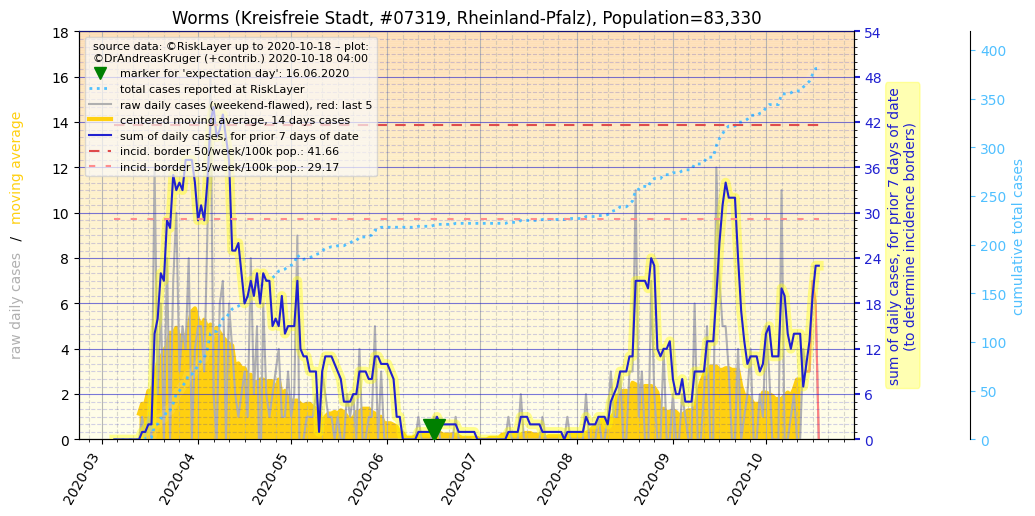 Worms (Kreisfreie Stadt, #07319, Rheinland-Pfalz), Population=83,330
source data: ©RiskLayer up to 2020-10-18 – plot:
©DrAndreasKruger (+contrib.) 2020-10-18 04:00
marker for 'expectation day': 16.06.2020
total cases reported at RiskLayer
raw daily cases (weekend-flawed), red: last 5
centered moving average, 14 days cases
sum of daily cases, for prior 7 days of date
incid. border 50/week/100k pop.: 41.66
incid. border 35/week/100k pop.: 29.17
raw daily cases / moving average
18
16
14
12
10
8
6
4
2
0
2020-03
2020-04
2020-05
2020-06
2020-07
2020-08
2020-09
2020-10
54
48
42
36
30
24
18
12
6
0
sum of daily cases, for prior 7 days of date
(to determine incidence borders)
400
350
300
250
200
150
100
50
0
cumulative total cases